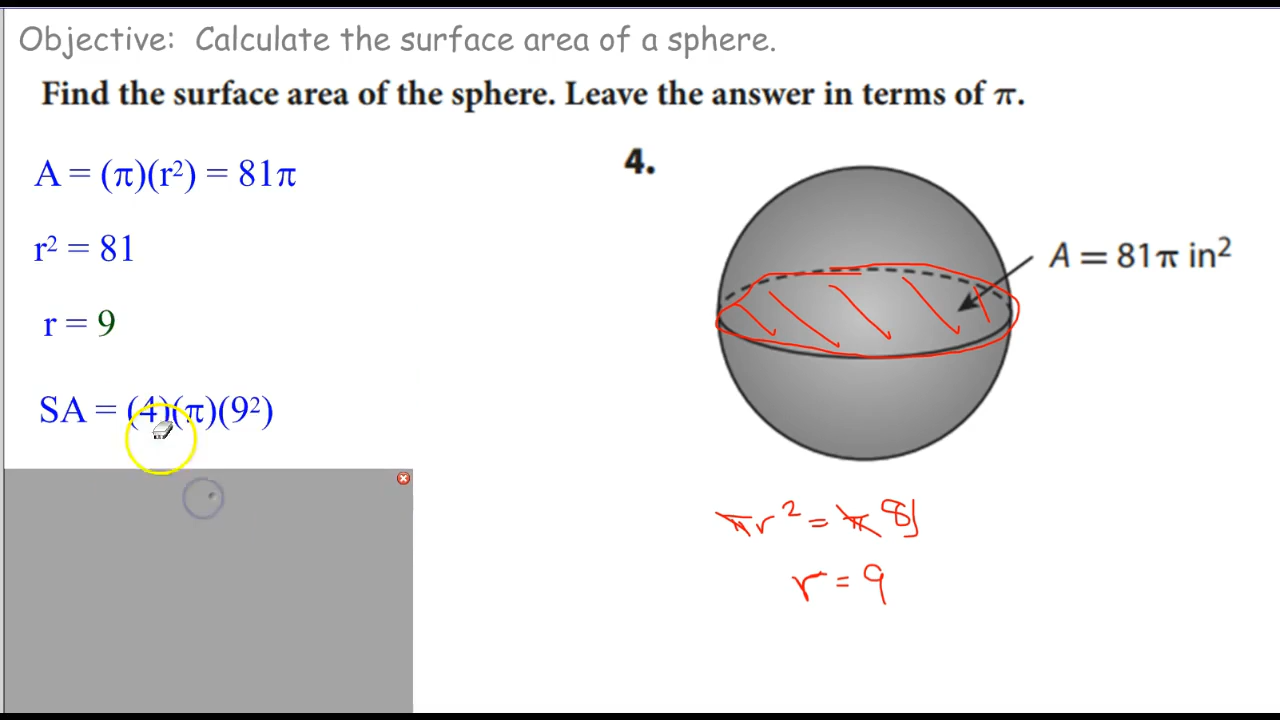 Objective: Calculate the surface area of a sphere.
Find the surface area of the sphere. Leave the answer in terms of π.
A = (π)(r²) = 81π
r² = 81
r = 9
SA = (4)(π)(9²)
4.
A = 81π in²
πr² = π 81
r = 9